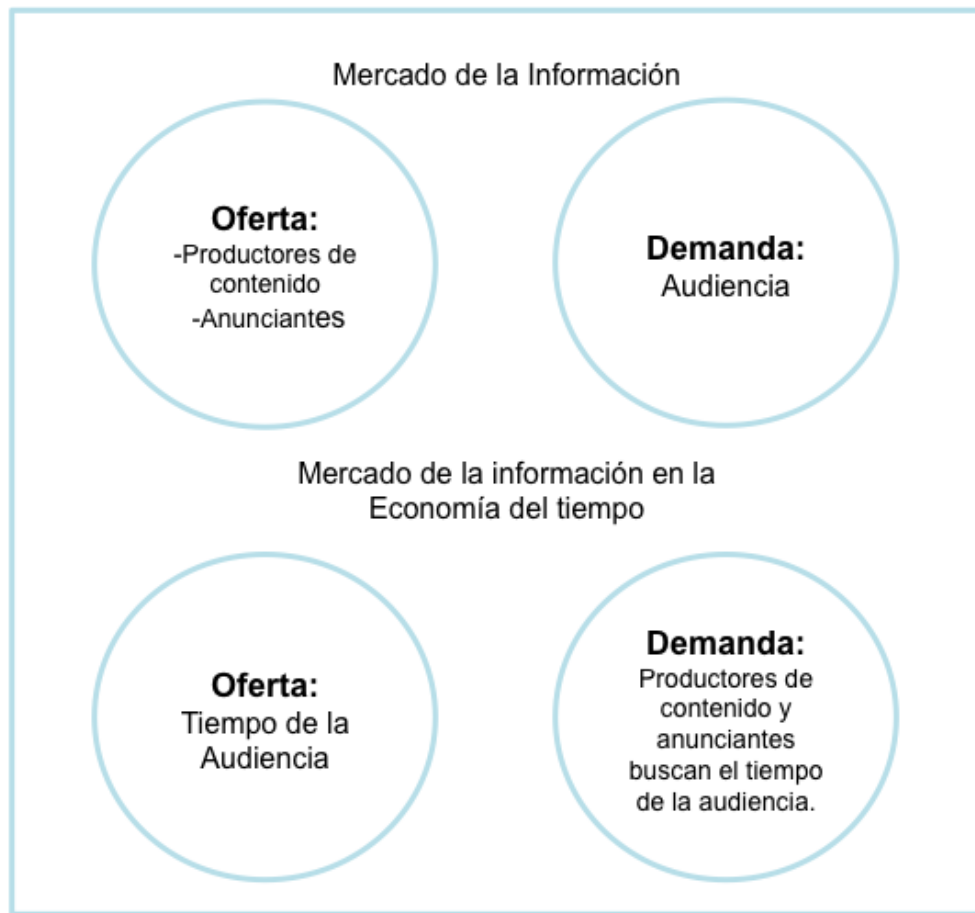 Mercado de la Información
Oferta:
-Productores de
contenido
-Anunciantes
Demanda:
Audiencia
Mercado de la información en la
Economía del tiempo
Oferta:
Tiempo de la
Audiencia
Demanda:
Productores de
contenido y
anunciantes
buscan el tiempo
de la audiencia.